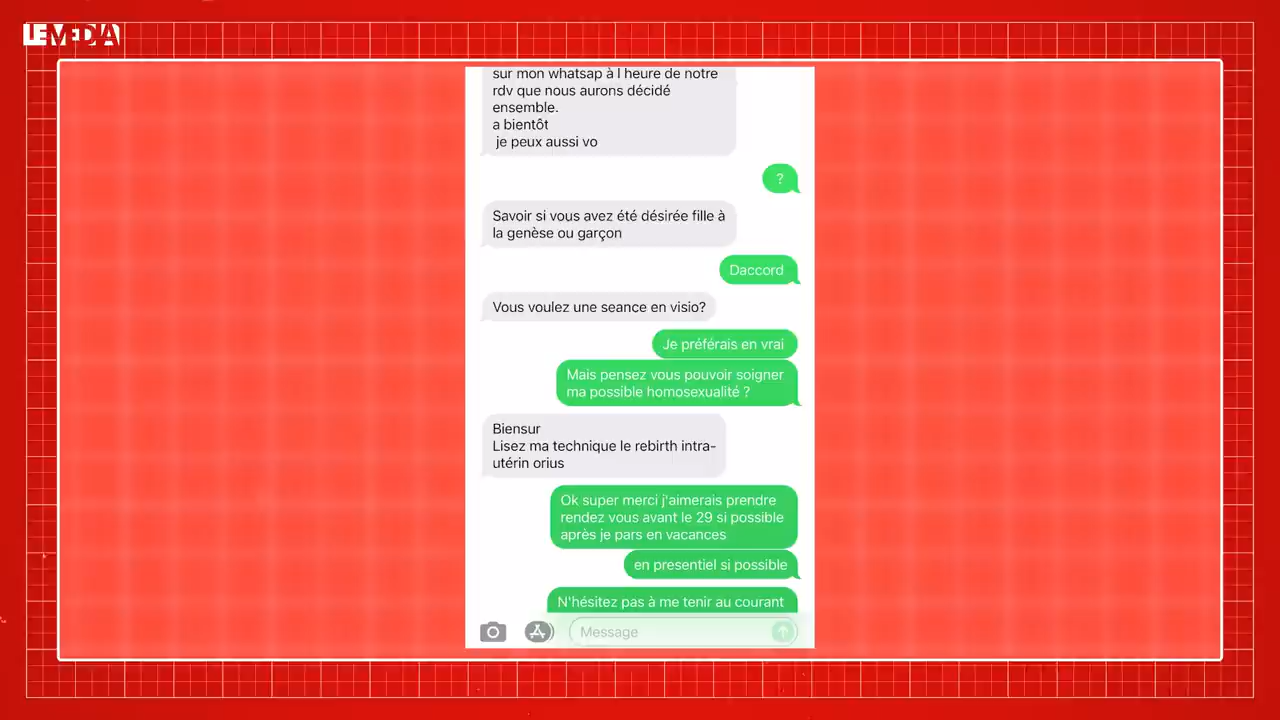 LEMEDIA
sur mon whatsap à l heure de notre
rdv que nous aurons décidé
ensemble.
a bientôt
je peux aussi vo
?
Savoir si vous avez été désirée fille à
la genèse ou garçon
Daccord
Vous voulez une seance en visio?
Je préférais en vrai
Mais pensez vous pouvoir soigner
ma possible homosexualité ?
Biensur
Lisez ma technique le rebirth intra-
utérin orius
Ok super merci j'aimerais prendre
rendez vous avant le 29 si possible
après je pars en vacances
en presentiel si possible
N'hésitez pas à me tenir au courant
Message